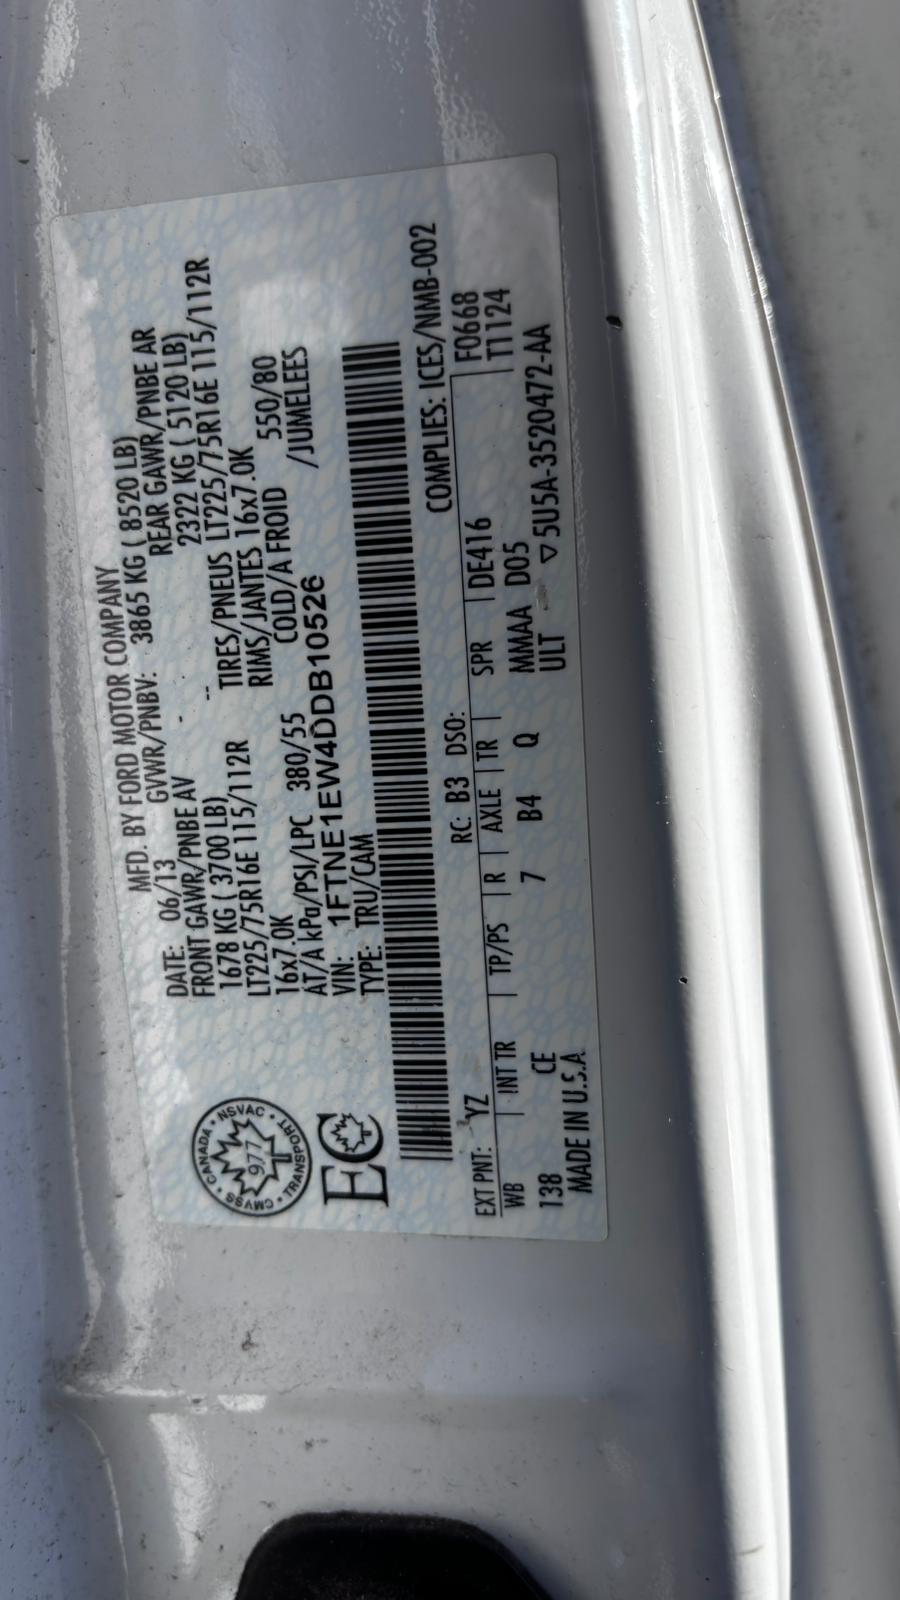 MFD. BY FORD MOTOR COMPANY
DATE: 06/13 GVWR/PNBV: 3865 KG ( 8520 LB)
FRONT GAWR/PNBE AV REAR GAWR/PNBE AR
1678 KG ( 3700 LB) 2322 KG ( 5120 LB)
LT225/75R16E 115/112R TIRES/PNEUS LT225/75R16E 115/112R
16x7.0K RIMS/JANTES 16x7.0K
AT/A kPa/PSI/LPC 380/55 COLD/A FROID 550/80
VIN: 1FTNE1EW4DDB10526 /JUMELEES
TYPE: TRU/CAM
CMVSS • CANADA • NSVAC • TRANSPORT
977
EC
COMPLIES: ICES/NMB-002
EXT PNT: YZ RC: B3 DSO: F0668
WB INT TR TP/PS R AXLE TR SPR DE416 T1124
138 CE 7 B4 Q MMAA D05
MADE IN U.S.A. ULT ▽5U5A-3520472-AA